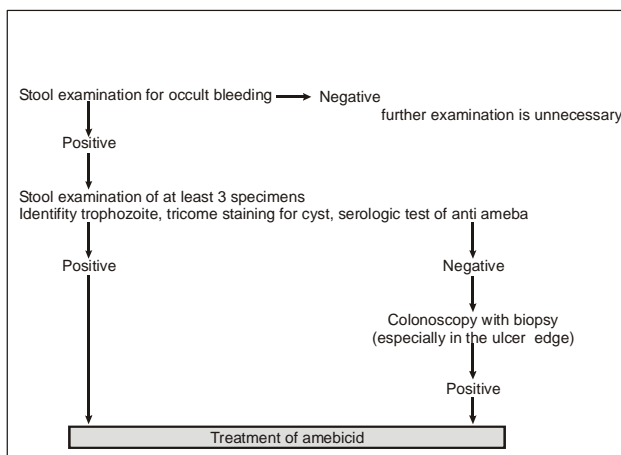 Stool examination for occult bleeding
Negative
further examination is unnecessary
Positive
Stool examination of at least 3 specimens
Identifity trophozoite, tricome staining for cyst, serologic test of anti ameba
Positive
Negative
Colonoscopy with biopsy
(especially in the ulcer edge)
Positive
Treatment of amebicid